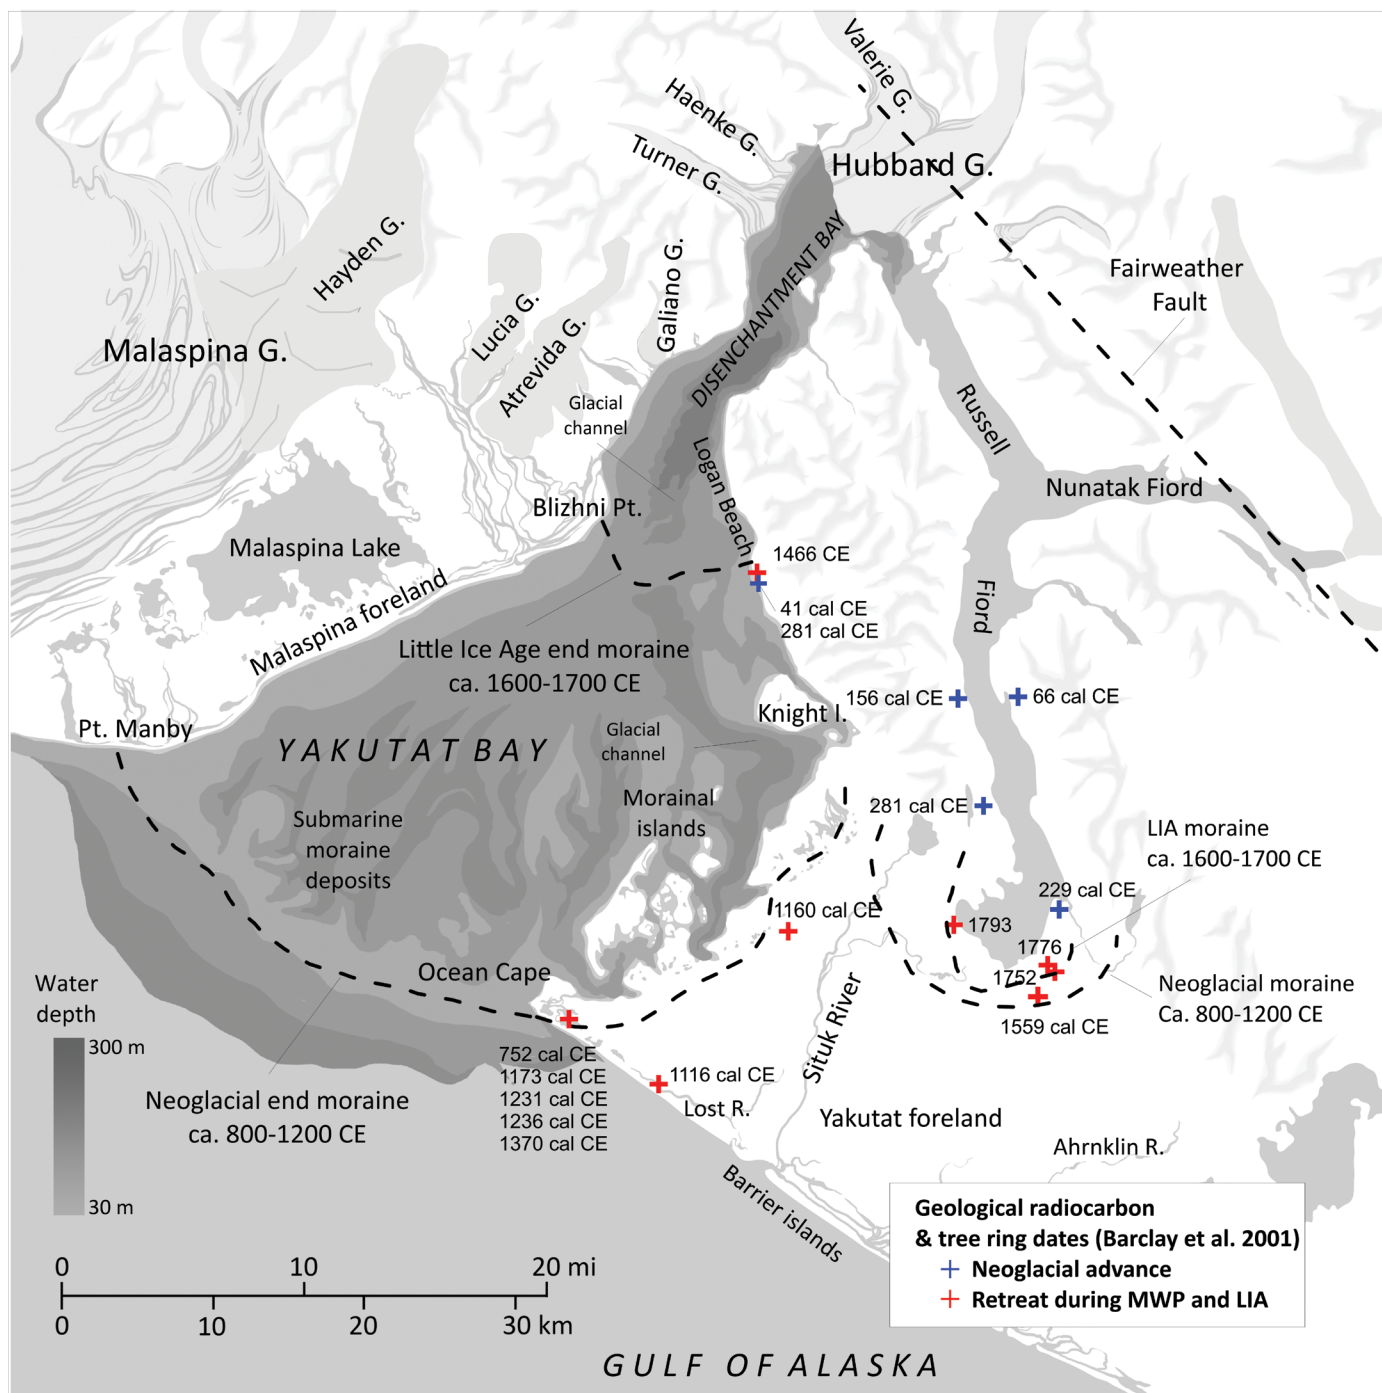 Valerie G.
Haenke G.
Turner G.
Hubbard G.
Hayden G.
Lucia G.
Atrevida G.
Galiano G.
DISENCHANTMENT BAY
Fairweather
Fault
Malaspina G.
Glacial
channel
Russell
Logan Beach
Blizhni Pt.
Nunatak Fiord
Malaspina Lake
1466 CE
Malaspina foreland
41 cal CE
281 cal CE
Fiord
Little Ice Age end moraine
ca. 1600-1700 CE
156 cal CE
66 cal CE
Knight I.
Pt. Manby
YAKUTAT BAY
Glacial
channel
Morainal
islands
281 cal CE
Submarine
moraine
deposits
LIA moraine
ca. 1600-1700 CE
229 cal CE
1160 cal CE
1793
1776
1752
Ocean Cape
Water
depth
300 m
30 m
Situk River
Neoglacial moraine
Ca. 800-1200 CE
1559 cal CE
752 cal CE
1173 cal CE
1231 cal CE
1236 cal CE
1370 cal CE
1116 cal CE
Lost R.
Neoglacial end moraine
ca. 800-1200 CE
Yakutat foreland
Ahrnklin R.
Barrier islands
Geological radiocarbon
& tree ring dates (Barclay et al. 2001)
Neoglacial advance
Retreat during MWP and LIA
0 10 20 mi
0 10 20 30 km
GULF OF ALASKA